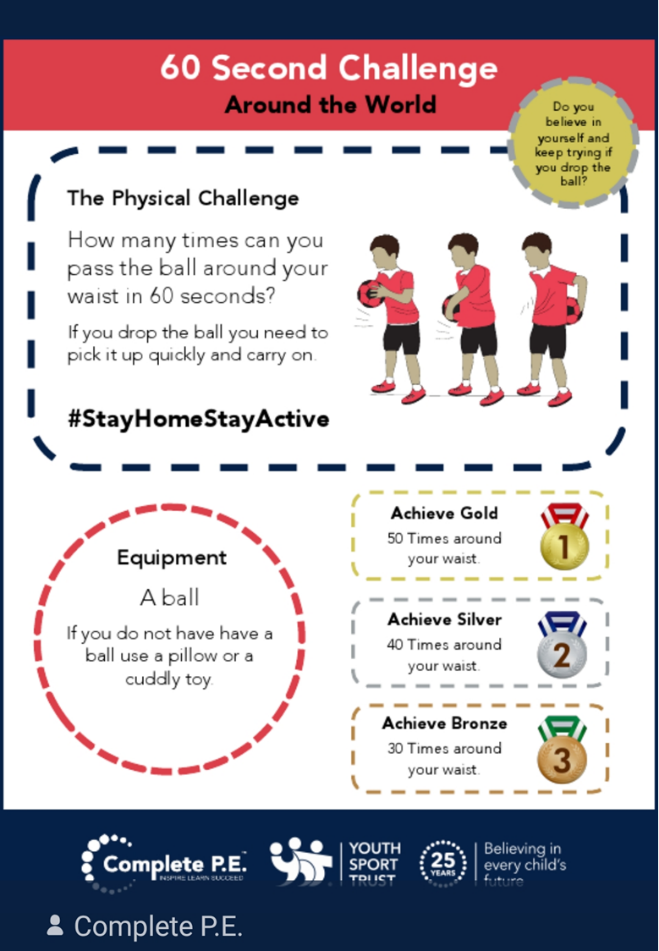 60 Second Challenge
Around the World
Do you
believe in
yourself and
keep trying if
you drop the
ball?
The Physical Challenge
How many times can you
pass the ball around your
waist in 60 seconds?
If you drop the ball you need to
pick it up quickly and carry on.
#StayHomeStayActive
Equipment
A ball
If you do not have have a
ball use a pillow or a
cuddly toy.
Achieve Gold
50 Times around
your waist.
1
Achieve Silver
40 Times around
your waist.
2
Achieve Bronze
30 Times around
your waist.
3
Complete P.E.™
INSPIRE LEARN SUCCEED
YOUTH
SPORT
TRUST
25
YEARS
Believing in
every child's
future
Complete P.E.